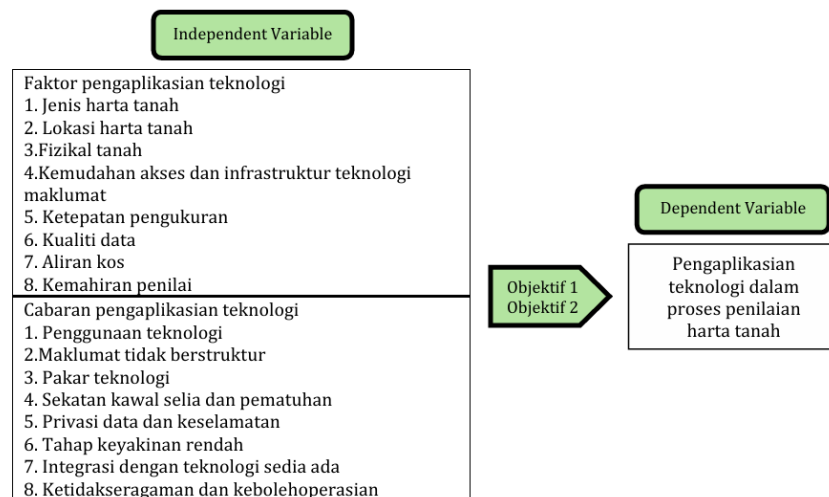 Independent Variable
Faktor pengaplikasian teknologi
1. Jenis harta tanah
2. Lokasi harta tanah
3.Fizikal tanah
4.Kemudahan akses dan infrastruktur teknologi
maklumat
5. Ketepatan pengukuran
6. Kualiti data
7. Aliran kos
8. Kemahiran penilai
Cabaran pengaplikasian teknologi
1. Penggunaan teknologi
2.Maklumat tidak berstruktur
3. Pakar teknologi
4. Sekatan kawal selia dan pematuhan
5. Privasi data dan keselamatan
6. Tahap keyakinan rendah
7. Integrasi dengan teknologi sedia ada
8. Ketidakseragaman dan kebolehoperasian
Objektif 1
Objektif 2
Dependent Variable
Pengaplikasian
teknologi dalam
proses penilaian
harta tanah